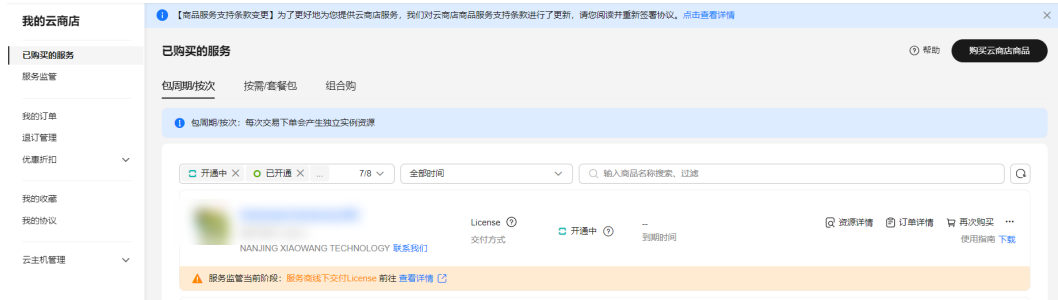 我的云商店
已购买的服务
服务监管
我的订单
退订管理
优惠折扣
我的收藏
我的协议
云主机管理
【商品服务支持条款变更】为了更好地为您提供云商店服务，我们对云商店商品服务支持条款进行了更新，请您阅读并重新签署协议。点击查看详情
已购买的服务
帮助
购买云商店商品
包周期/按次 按需/套餐包 组合购
包周期/按次：每次交易下单会产生独立实例资源
开通中 已开通 ... 7/8 全部时间 输入商品名称搜索、过滤
License -- 资源详情 订单详情 再次购买 ···
交付方式 开通中 到期时间 使用指南 下载
NANJING XIAOWANG TECHNOLOGY 联系我们
服务监管当前阶段：服务商线下交付License 前往 查看详情